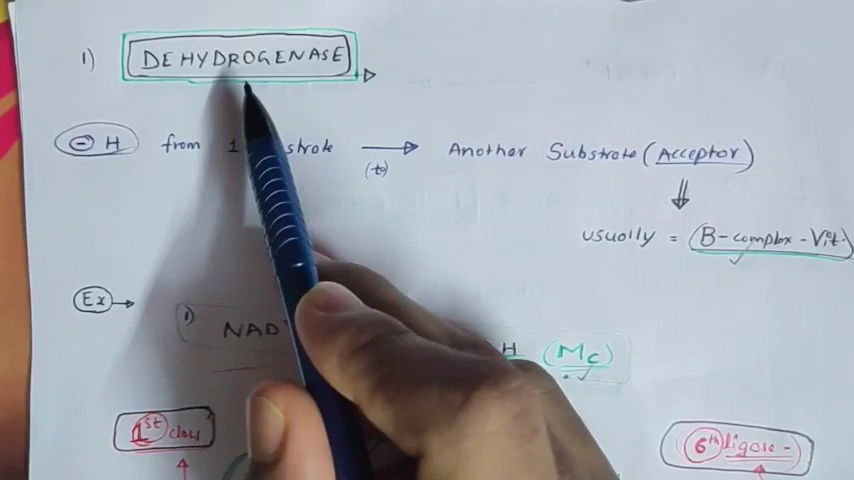 1) DEHYDROGENASE
⊖ H from 1 strate → Another Substrate (Acceptor)
(to)
usually = (B-complex-Vit.)
Ex →
1) NAD H (Mc)
1st class
6th ligase -